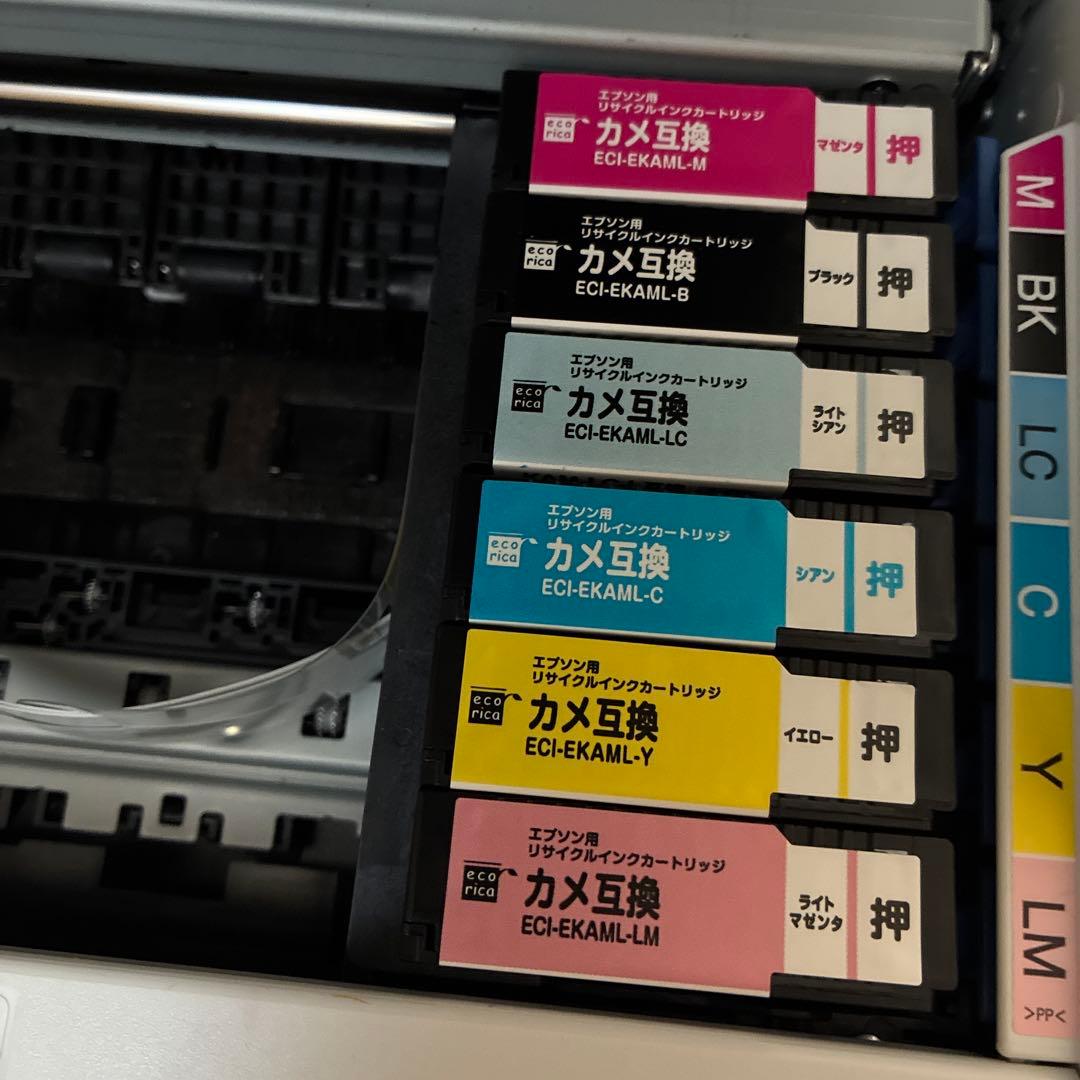 エプソン用
リサイクルインクカートリッジ
eco
rica
カメ互換
ECI-EKAML-M
マゼンタ
押
エプソン用
リサイクルインクカートリッジ
eco
rica
カメ互換
ECI-EKAML-B
ブラック
押
エプソン用
リサイクルインクカートリッジ
eco
rica
カメ互換
ECI-EKAML-LC
ライト
シアン
押
エプソン用
リサイクルインクカートリッジ
eco
rica
カメ互換
ECI-EKAML-C
シアン
押
エプソン用
リサイクルインクカートリッジ
eco
rica
カメ互換
ECI-EKAML-Y
イエロー
押
エプソン用
リサイクルインクカートリッジ
eco
rica
カメ互換
ECI-EKAML-LM
ライト
マゼンタ
押
M
BK
LC
C
Y
LM
>PP<